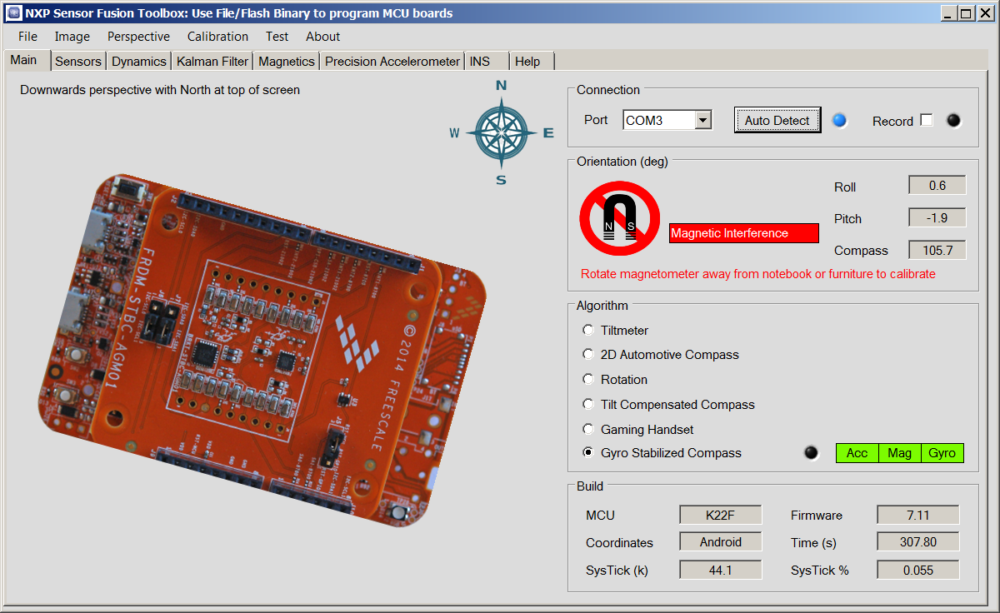 NXP Sensor Fusion Toolbox: Use File/Flash Binary to program MCU boards
File Image Perspective Calibration Test About
Main Sensors Dynamics Kalman Filter Magnetics Precision Accelerometer INS Help
Downwards perspective with North at top of screen
N
W E
S
J2
J1
FRDM-STBC-AGM01
© 2014 FREESCALE
J5
Connection
Port COM3 Auto Detect Record
Orientation (deg)
N S
Magnetic Interference
Roll 0.6
Pitch -1.9
Compass 105.7
Rotate magnetometer away from notebook or furniture to calibrate
Algorithm
Tiltmeter
2D Automotive Compass
Rotation
Tilt Compensated Compass
Gaming Handset
Gyro Stabilized Compass Acc Mag Gyro
Build
MCU K22F Firmware 7.11
Coordinates Android Time (s) 307.80
SysTick (k) 44.1 SysTick % 0.055